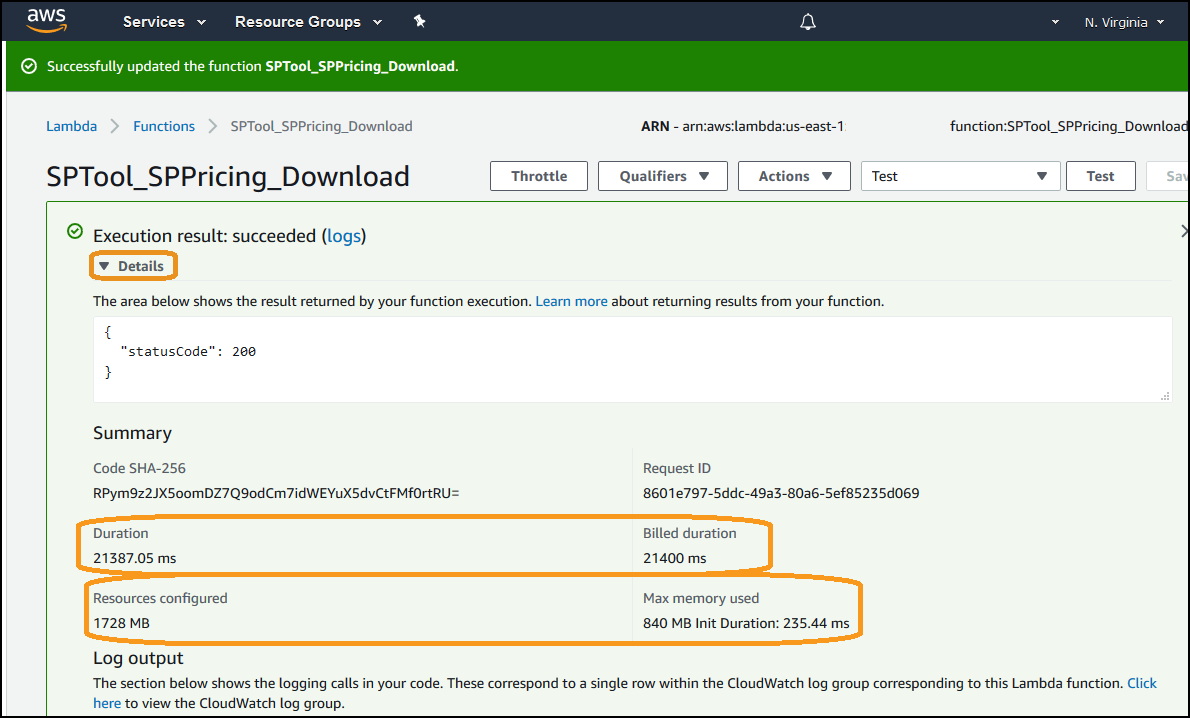 aws Services Resource Groups N. Virginia
Successfully updated the function SPTool_SPPricing_Download.
Lambda Functions SPTool_SPPricing_Download ARN - arn:aws:lambda:us-east-1: function:SPTool_SPPricing_Download
SPTool_SPPricing_Download Throttle Qualifiers Actions Test Test Sav
Execution result: succeeded (logs)
Details
The area below shows the result returned by your function execution. Learn more about returning results from your function.
{
"statusCode": 200
}
Summary
Code SHA-256 Request ID
RPym9z2JX5oomDZ7Q9odCm7idWEYuX5dvCtFMf0rtRU= 8601e797-5ddc-49a3-80a6-5ef85235d069
Duration Billed duration
21387.05 ms 21400 ms
Resources configured Max memory used
1728 MB 840 MB Init Duration: 235.44 ms
Log output
The section below shows the logging calls in your code. These correspond to a single row within the CloudWatch log group corresponding to this Lambda function. Click
here to view the CloudWatch log group.